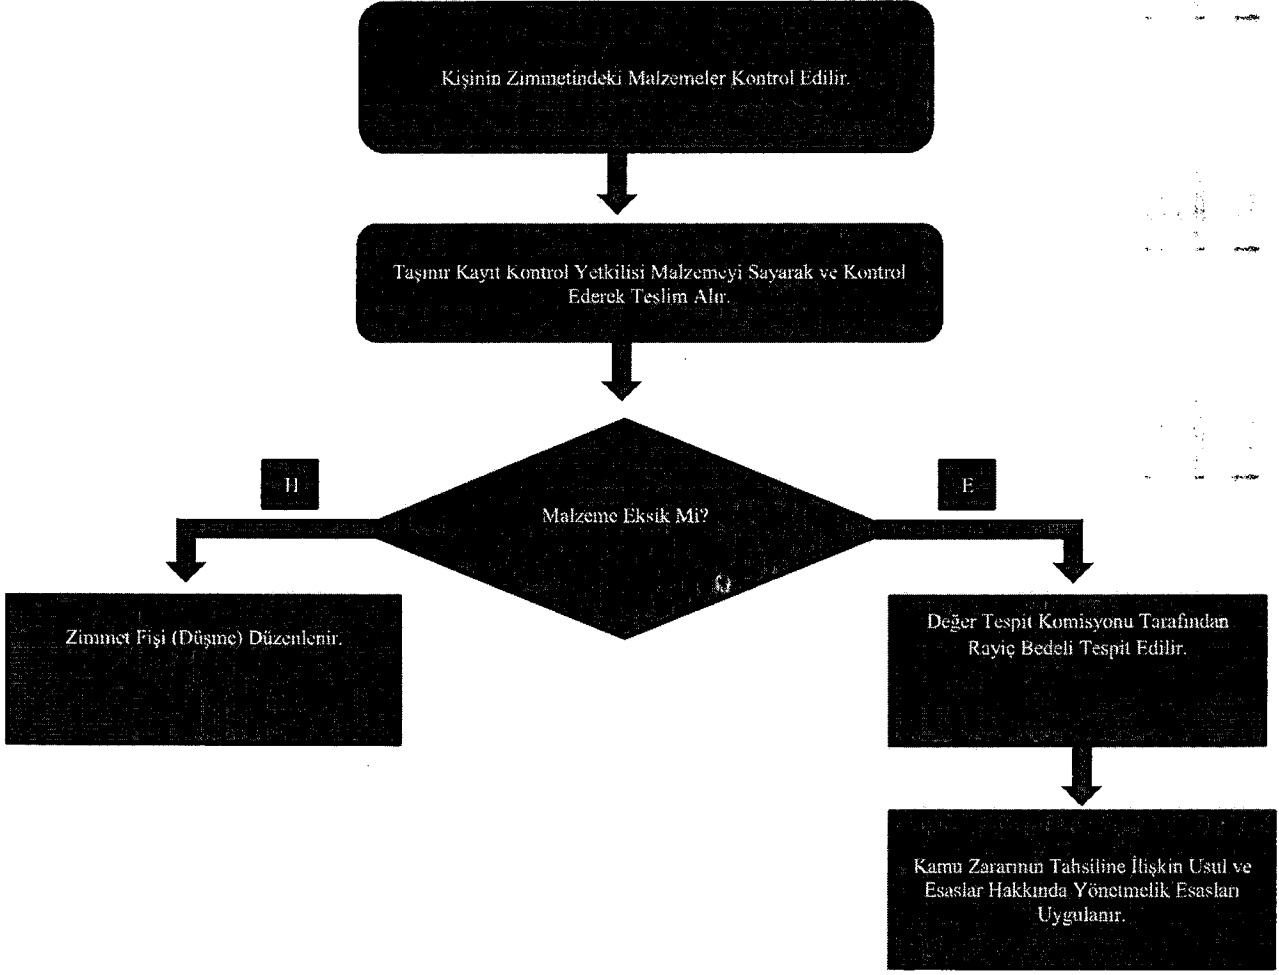 Kişinin Zimmetindeki Malzemeler Kontrol Edilir.
Taşınır Kayıt Kontrol Yetkilisi Malzemeyi Sayarak ve Kontrol
Ederek Teslim Alır.
H
E
Malzeme Eksik Mi?
Zimmet Fişi (Düşme) Düzenlenir.
Değer Tespit Komisyonu Tarafından
Rayiç Bedeli Tespit Edilir.
Kamu Zararının Tahsiline İlişkin Usul ve
Esaslar Hakkında Yönetmelik Esasları
Uygulanır.